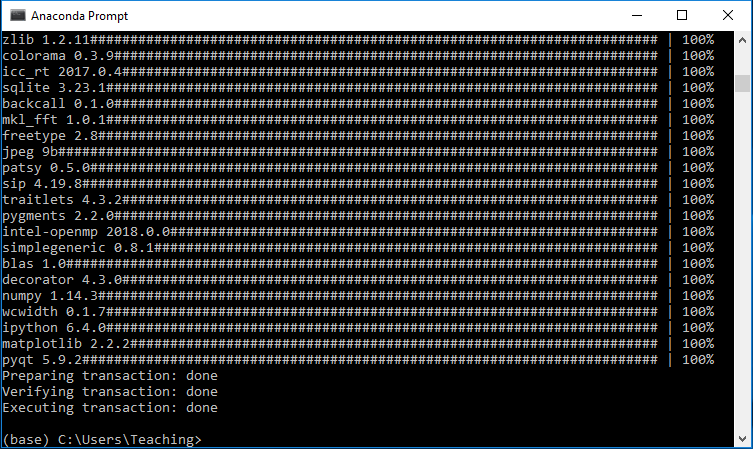 Anaconda Prompt
zlib 1.2.11####################################################################### | 100%
colorama 0.3.9#################################################################### | 100%
icc_rt 2017.0.4################################################################### | 100%
sqlite 3.23.1##################################################################### | 100%
backcall 0.1.0#################################################################### | 100%
mkl_fft 1.0.1##################################################################### | 100%
freetype 2.8###################################################################### | 100%
jpeg 9b########################################################################### | 100%
patsy 0.5.0####################################################################### | 100%
sip 4.19.8######################################################################## | 100%
traitlets 4.3.2################################################################### | 100%
pygments 2.2.0#################################################################### | 100%
intel-openmp 2018.0.0############################################################# | 100%
simplegeneric 0.8.1############################################################### | 100%
blas 1.0########################################################################## | 100%
decorator 4.3.0################################################################### | 100%
numpy 1.14.3###################################################################### | 100%
wcwidth 0.1.7##################################################################### | 100%
ipython 6.4.0##################################################################### | 100%
matplotlib 2.2.2################################################################## | 100%
pyqt 5.9.2######################################################################## | 100%
Preparing transaction: done
Verifying transaction: done
Executing transaction: done
(base) C:\Users\Teaching>